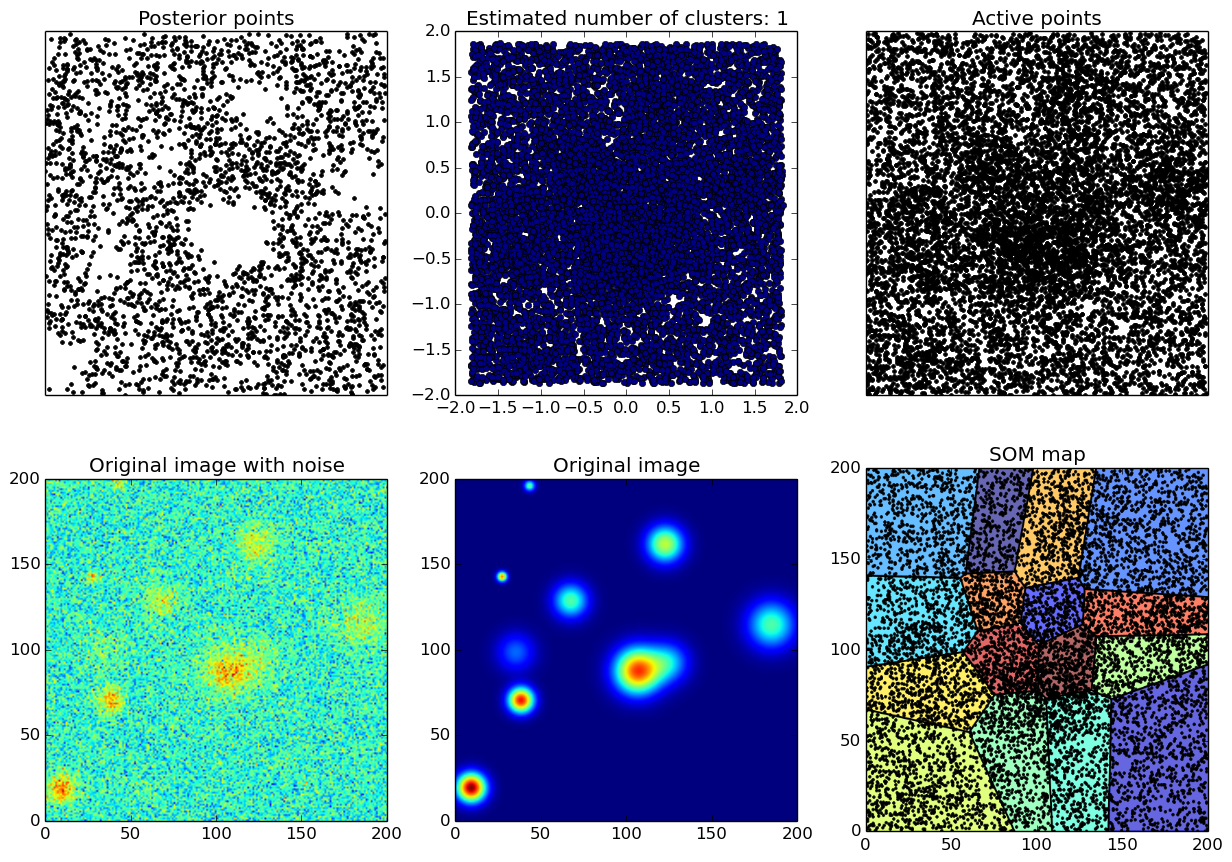 Posterior points
Estimated number of clusters: 1
Active points
2.0
1.5
1.0
0.5
0.0
−0.5
−1.0
−1.5
−2.0
−2.0 −1.5 −1.0 −0.5 0.0 0.5 1.0 1.5 2.0
Original image with noise
Original image
SOM map
200
150
100
50
0
0 50 100 150 200
200
150
100
50
0
0 50 100 150 200
200
150
100
50
0
0 50 100 150 200